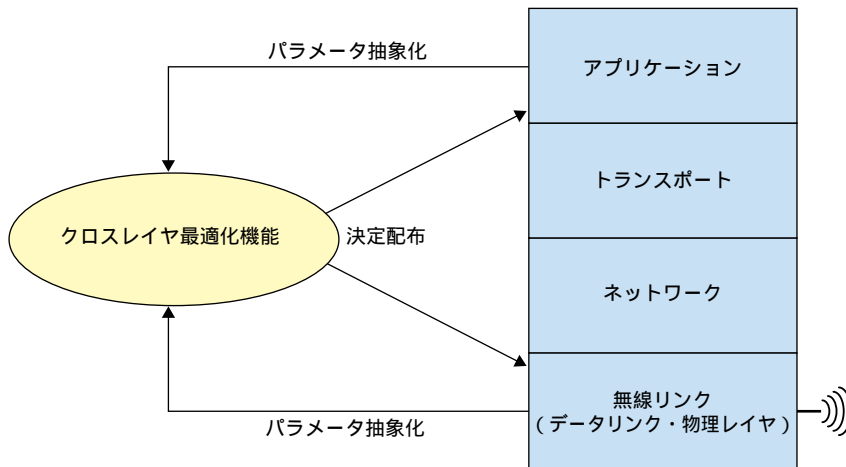 パラメータ抽象化
アプリケーション
トランスポート
クロスレイヤ最適化機能
決定配布
ネットワーク
無線リンク
(データリンク・物理レイヤ)
パラメータ抽象化